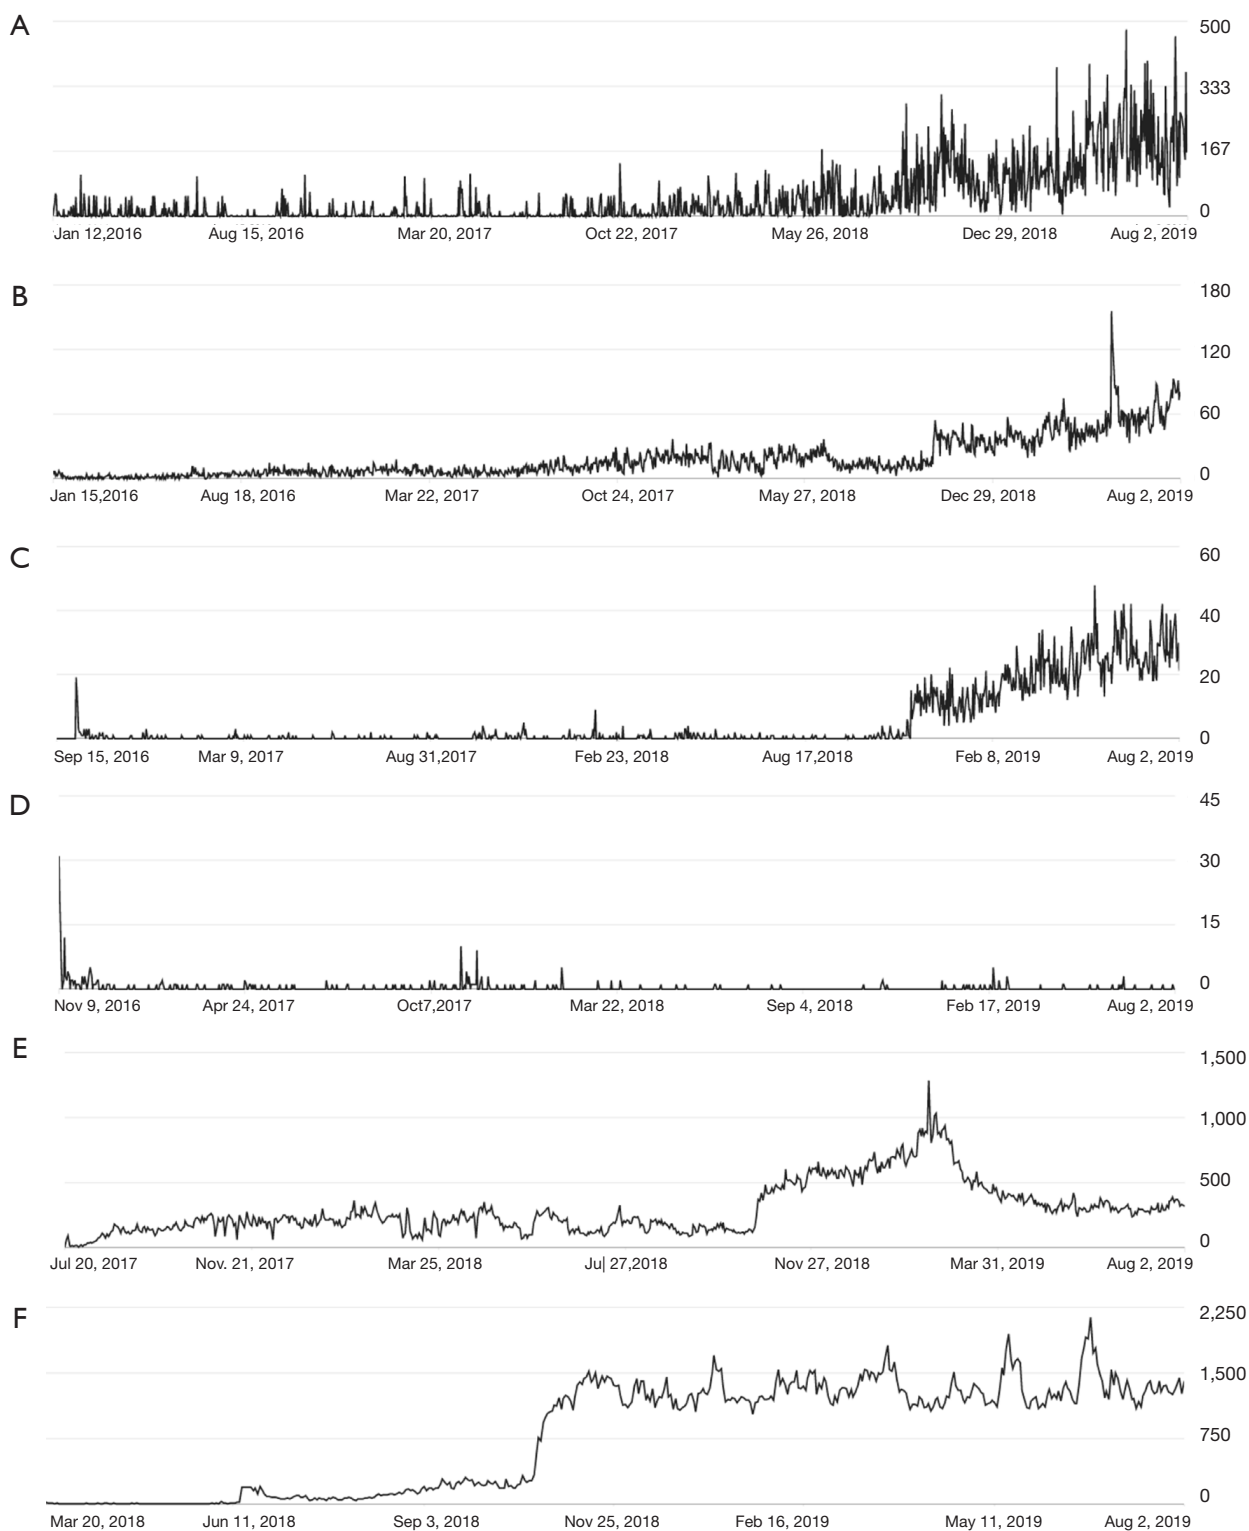 A
500
333
167
0
Jan 12,2016 Aug 15, 2016 Mar 20, 2017 Oct 22, 2017 May 26, 2018 Dec 29, 2018 Aug 2, 2019
B
180
120
60
0
Jan 15,2016 Aug 18, 2016 Mar 22, 2017 Oct 24, 2017 May 27, 2018 Dec 29, 2018 Aug 2, 2019
C
60
40
20
0
Sep 15, 2016 Mar 9, 2017 Aug 31,2017 Feb 23, 2018 Aug 17,2018 Feb 8, 2019 Aug 2, 2019
D
45
30
15
0
Nov 9, 2016 Apr 24, 2017 Oct7,2017 Mar 22, 2018 Sep 4, 2018 Feb 17, 2019 Aug 2, 2019
E
1,500
1,000
500
0
Jul 20, 2017 Nov. 21, 2017 Mar 25, 2018 Jul 27,2018 Nov 27, 2018 Mar 31, 2019 Aug 2, 2019
F
2,250
1,500
750
0
Mar 20, 2018 Jun 11, 2018 Sep 3, 2018 Nov 25, 2018 Feb 16, 2019 May 11, 2019 Aug 2, 2019